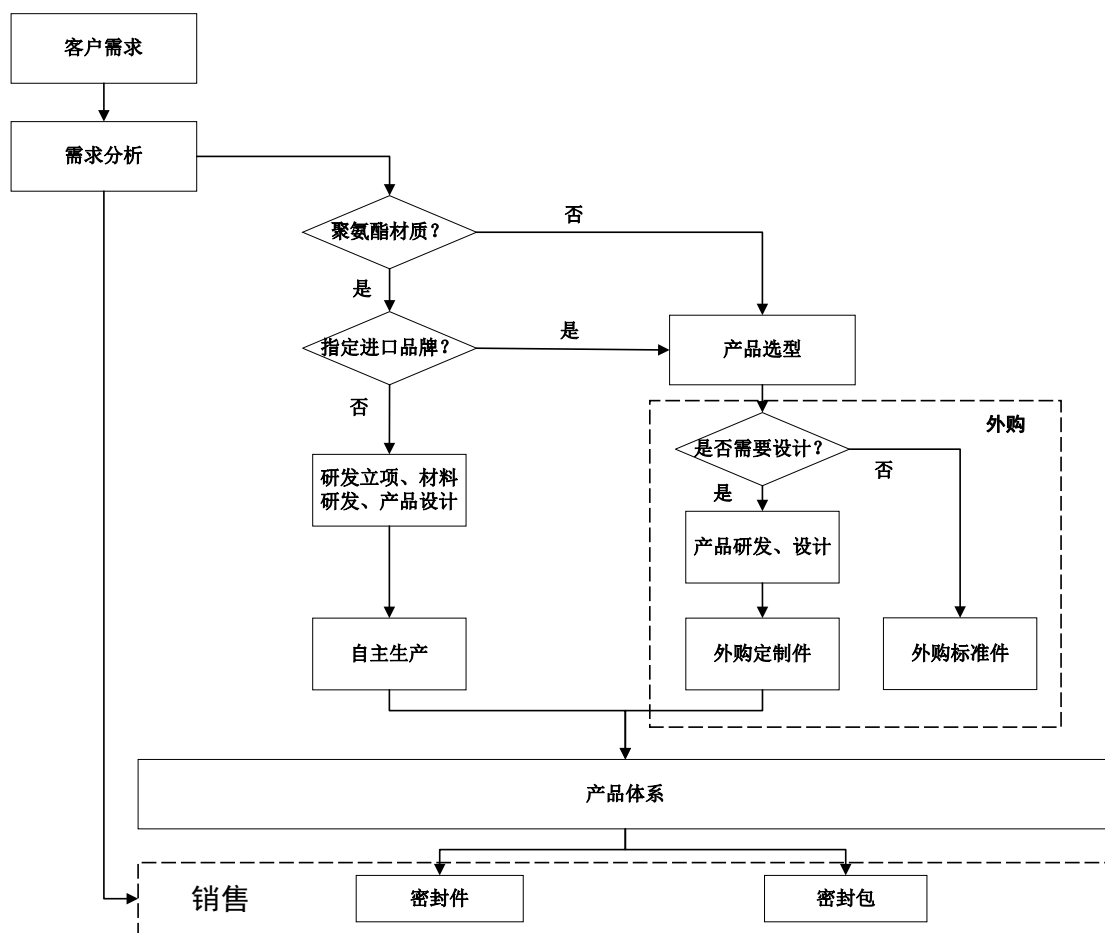 客户需求
需求分析
聚氨酯材质？
否
是
指定进口品牌？
是
产品选型
否
外购
是否需要设计？
否
研发立项、材料
研发、产品设计
是
产品研发、设计
自主生产
外购定制件
外购标准件
产品体系
销售
密封件
密封包